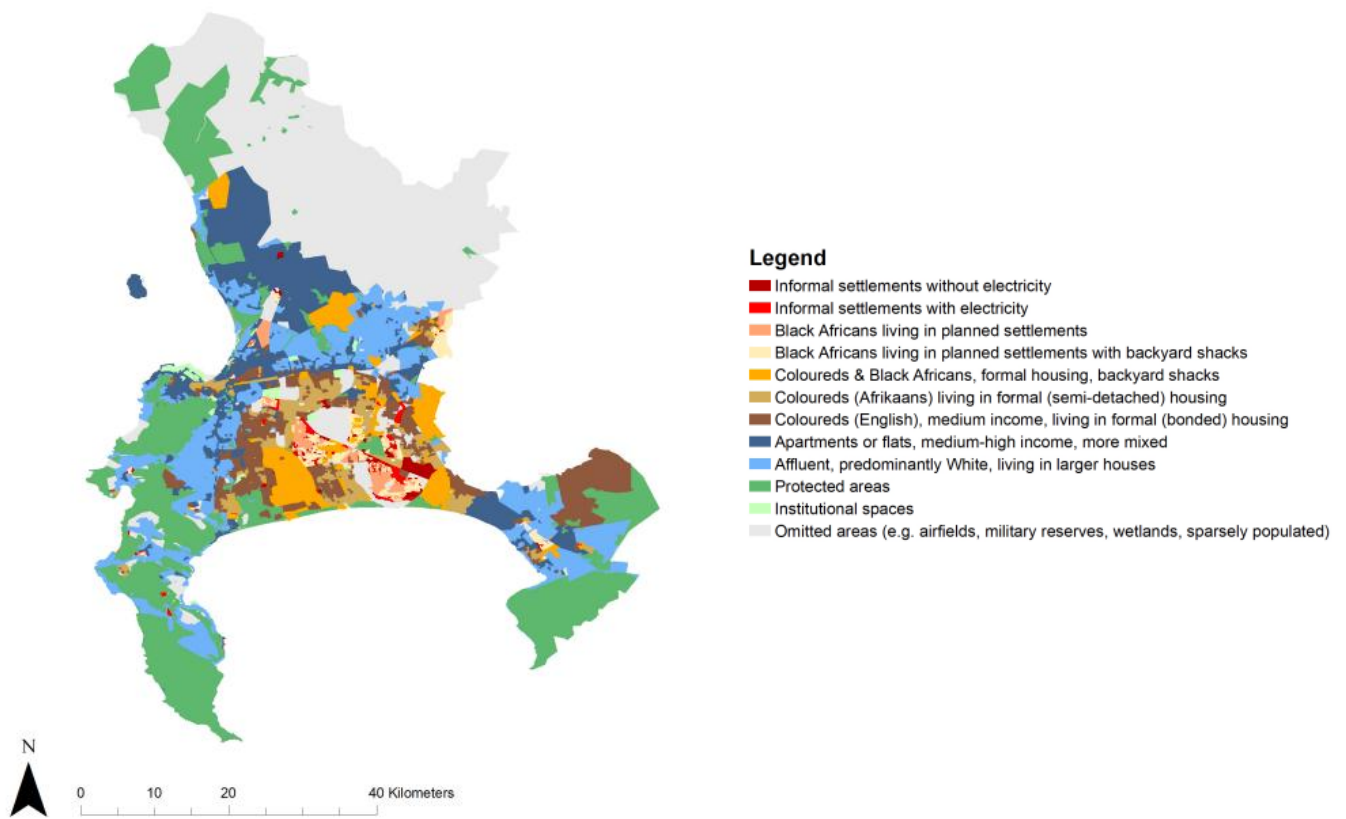 Legend
Informal settlements without electricity
Informal settlements with electricity
Black Africans living in planned settlements
Black Africans living in planned settlements with backyard shacks
Coloureds & Black Africans, formal housing, backyard shacks
Coloureds (Afrikaans) living in formal (semi-detached) housing
Coloureds (English), medium income, living in formal (bonded) housing
Apartments or flats, medium-high income, more mixed
Affluent, predominantly White, living in larger houses
Protected areas
Institutional spaces
Omitted areas (e.g. airfields, military reserves, wetlands, sparsely populated)
N
0 10 20 40 Kilometers